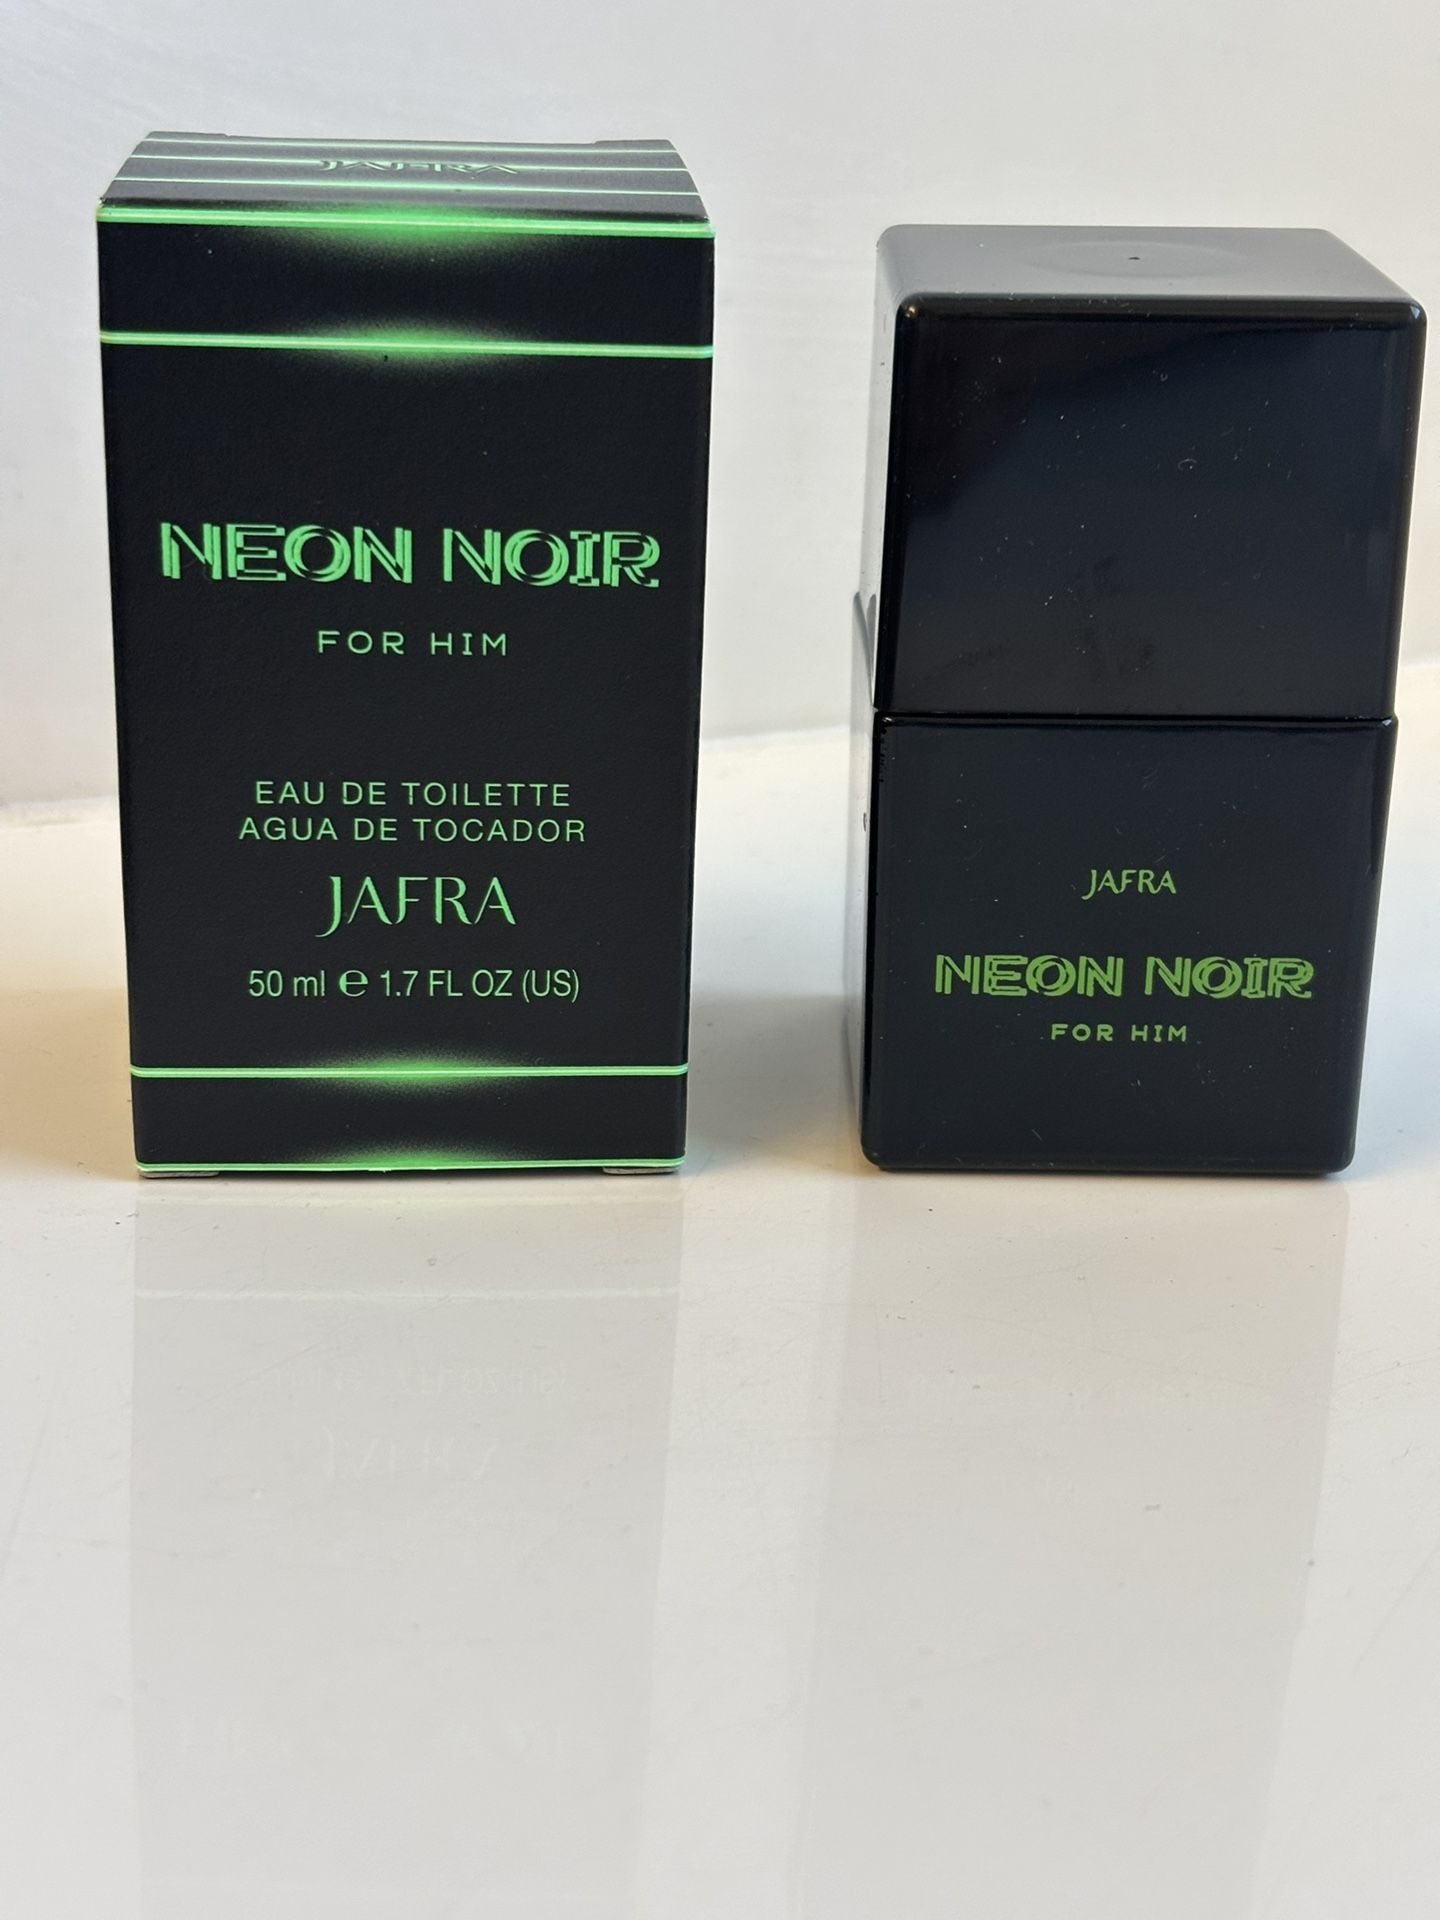 JAFRA
NEON NOIR
FOR HIM
EAU DE TOILETTE
AGUA DE TOCADOR
JAFRA
50 ml ℮ 1.7 FL OZ (US)
JAFRA
NEON NOIR
FOR HIM